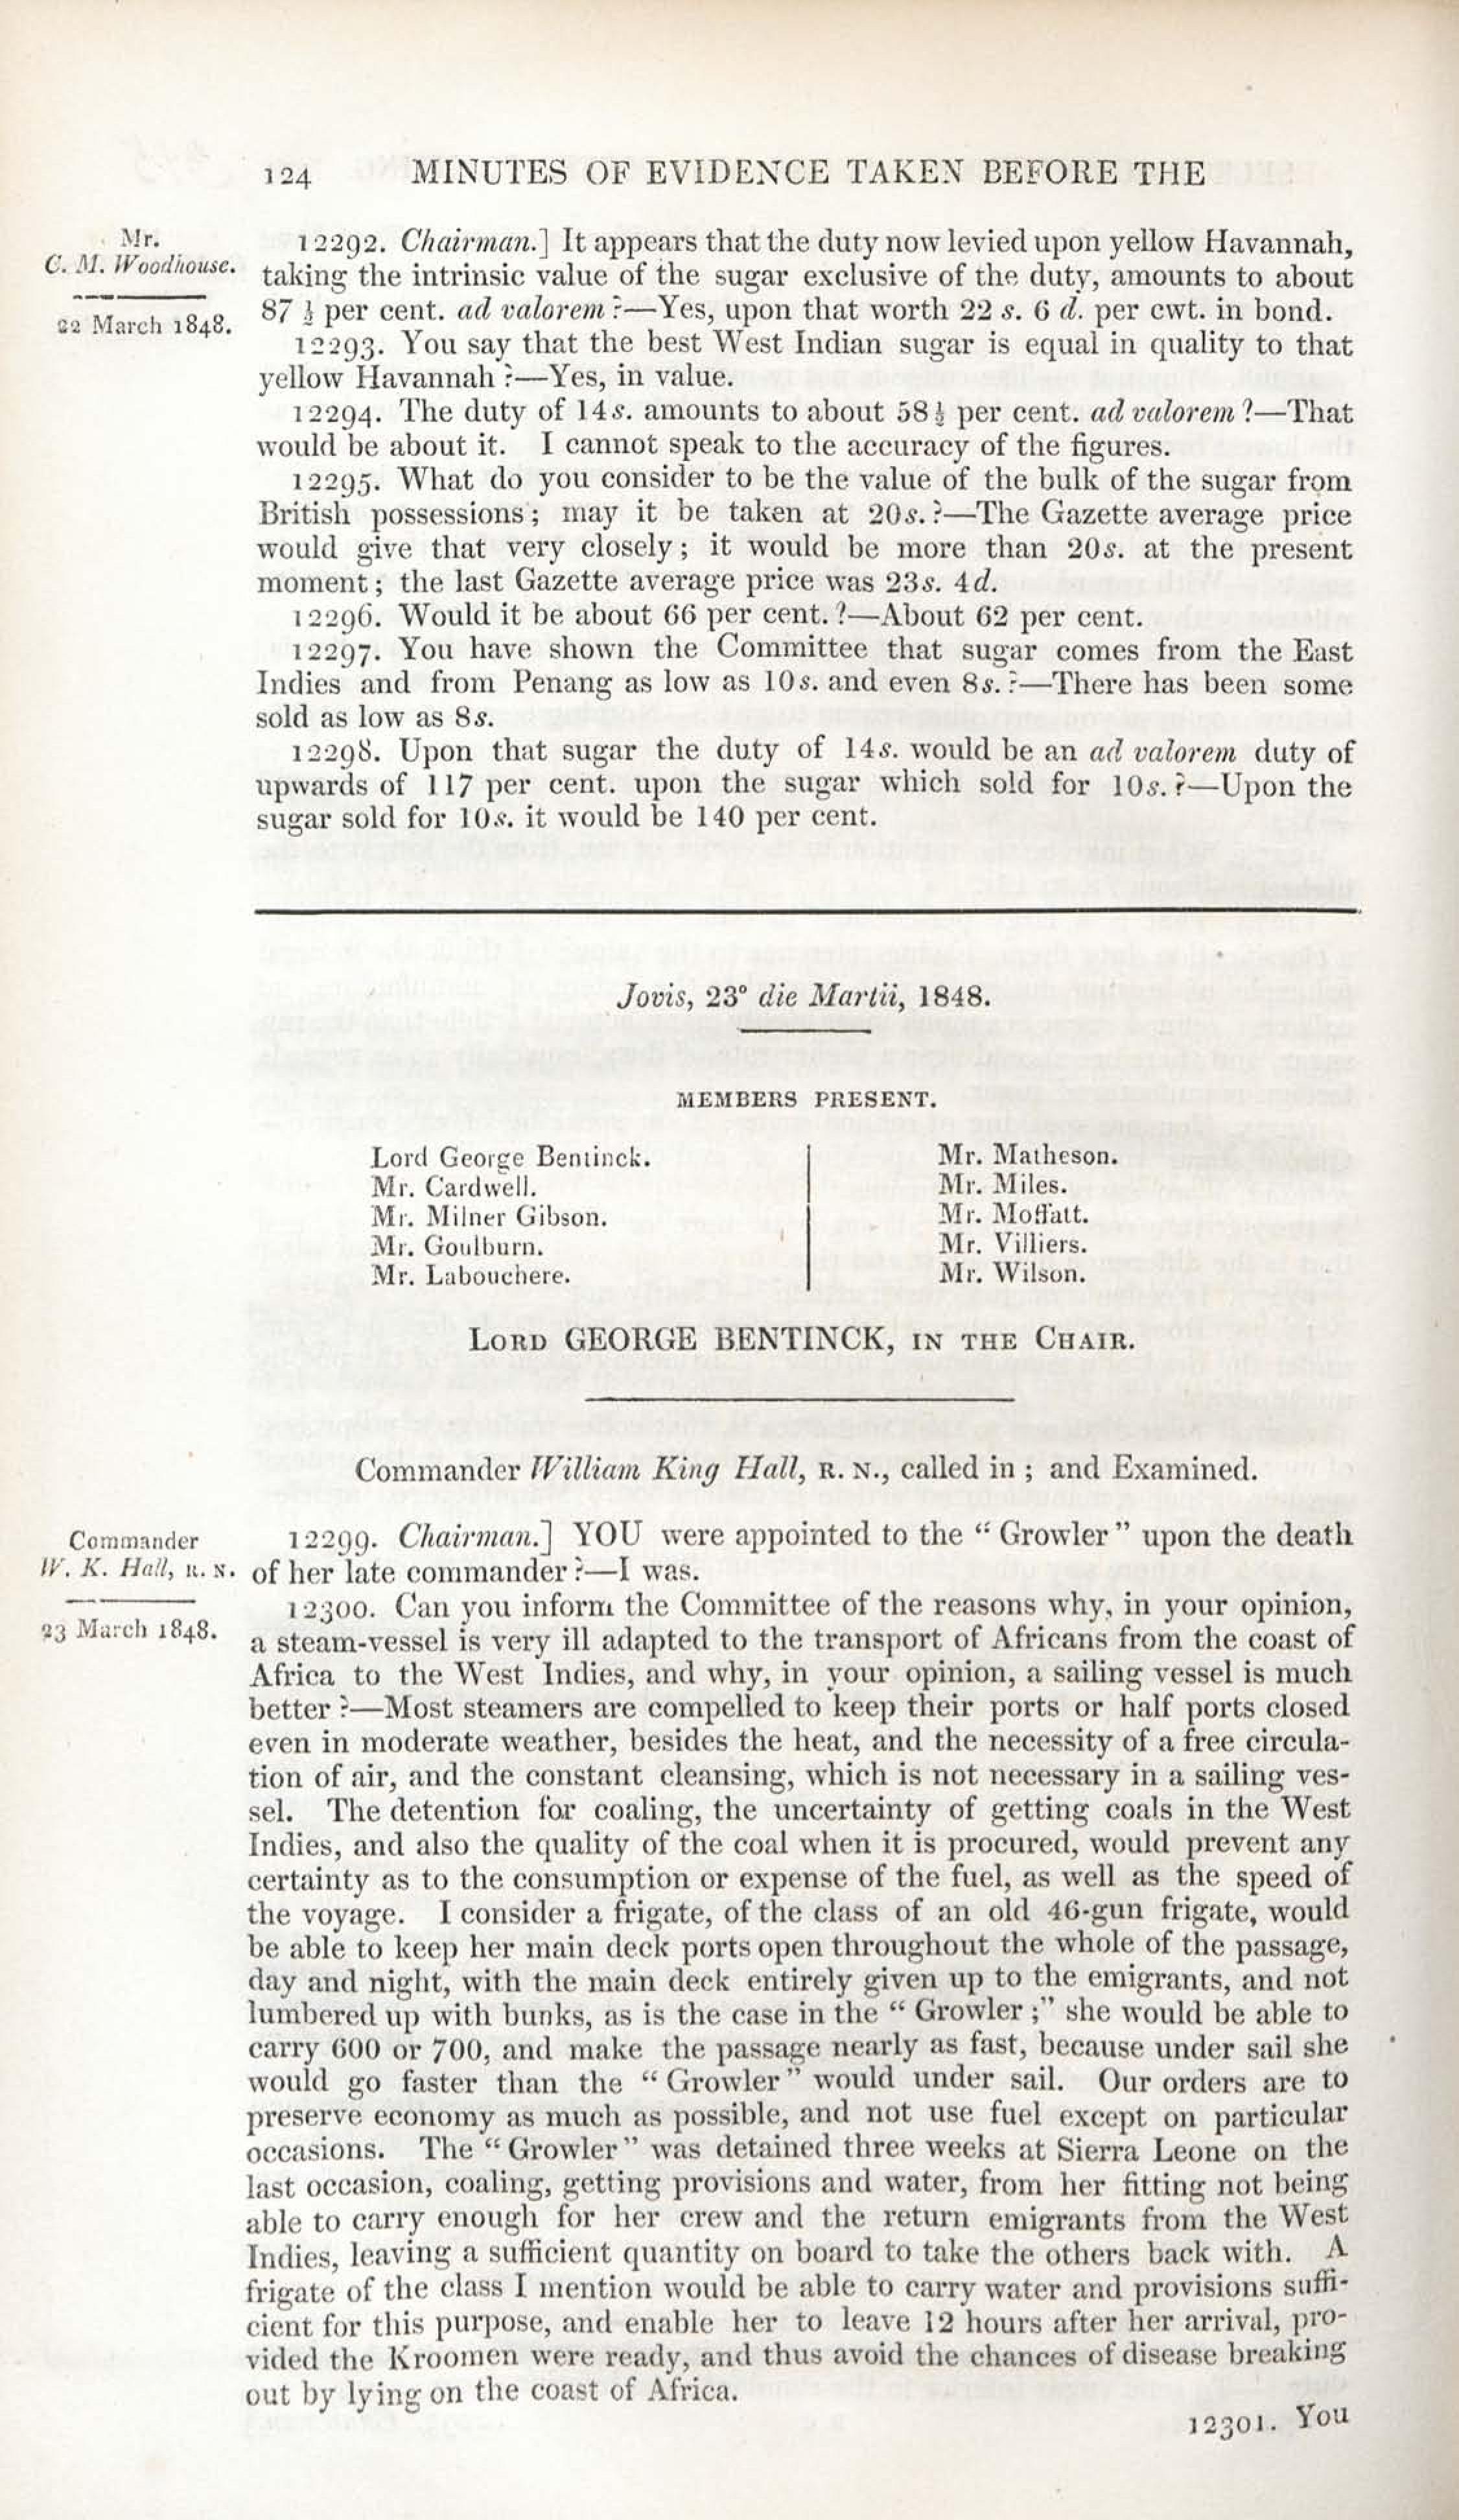 124 MINUTES OF EVIDENCE TAKEN BEFORE THE
Mr.
C. M. Woodhouse.
22 March 1848.
12292. Chairman.] It appears that the duty now levied upon yellow Havannah,
taking the intrinsic value of the sugar exclusive of the duty, amounts to about
87 ½ per cent. ad valorem?—Yes, upon that worth 22 s. 6 d. per cwt. in bond.
12293. You say that the best West Indian sugar is equal in quality to that
yellow Havannah?—Yes, in value.
12294. The duty of 14 s. amounts to about 58 ½ per cent. ad valorem?—That
would be about it. I cannot speak to the accuracy of the figures.
12295. What do you consider to be the value of the bulk of the sugar from
British possessions; may it be taken at 20 s.?—The Gazette average price
would give that very closely; it would be more than 20 s. at the present
moment; the last Gazette average price was 23 s. 4 d.
12296. Would it be about 66 per cent.?—About 62 per cent.
12297. You have shown the Committee that sugar comes from the East
Indies and from Penang as low as 10 s. and even 8 s.?—There has been some
sold as low as 8 s.
12298. Upon that sugar the duty of 14 s. would be an ad valorem duty of
upwards of 117 per cent. upon the sugar which sold for 10 s.?—Upon the
sugar sold for 10 s. it would be 140 per cent.
Jovis, 23° die Martii, 1848.
MEMBERS PRESENT.
Lord George Bentinck.
Mr. Cardwell.
Mr. Milner Gibson.
Mr. Goulburn.
Mr. Labouchere.
Mr. Matheson.
Mr. Miles.
Mr. Moffatt.
Mr. Villiers.
Mr. Wilson.
LORD GEORGE BENTINCK, IN THE CHAIR.
Commander William King Hall, R. N., called in; and Examined.
Commander
W. K. Hall, R. N.
23 March 1848.
12299. Chairman.] YOU were appointed to the "Growler" upon the death
of her late commander?—I was.
12300. Can you inform the Committee of the reasons why, in your opinion,
a steam-vessel is very ill adapted to the transport of Africans from the coast of
Africa to the West Indies, and why, in your opinion, a sailing vessel is much
better?—Most steamers are compelled to keep their ports or half ports closed
even in moderate weather, besides the heat, and the necessity of a free circula-
tion of air, and the constant cleansing, which is not necessary in a sailing ves-
sel. The detention for coaling, the uncertainty of getting coals in the West
Indies, and also the quality of the coal when it is procured, would prevent any
certainty as to the consumption or expense of the fuel, as well as the speed of
the voyage. I consider a frigate, of the class of an old 46-gun frigate, would
be able to keep her main deck ports open throughout the whole of the passage,
day and night, with the main deck entirely given up to the emigrants, and not
lumbered up with bunks, as is the case in the "Growler;" she would be able to
carry 600 or 700, and make the passage nearly as fast, because under sail she
would go faster than the "Growler" would under sail. Our orders are to
preserve economy as much as possible, and not use fuel except on particular
occasions. The "Growler" was detained three weeks at Sierra Leone on the
last occasion, coaling, getting provisions and water, from her fitting not being
able to carry enough for her crew and the return emigrants from the West
Indies, leaving a sufficient quantity on board to take the others back with. A
frigate of the class I mention would be able to carry water and provisions suffi-
cient for this purpose, and enable her to leave 12 hours after her arrival, pro-
vided the Kroomen were ready, and thus avoid the chances of disease breaking
out by lying on the coast of Africa.
12301. You